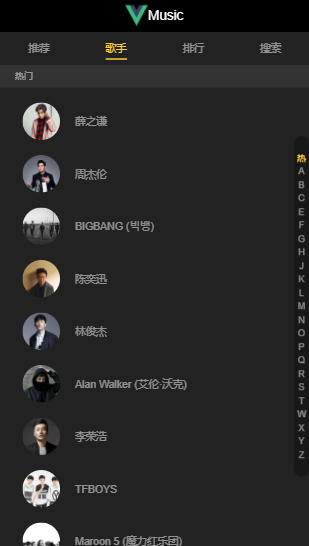 Music
推荐 歌手 排行 搜索
热门
薛之谦
周杰伦
BIGBANG (빅뱅)
陈奕迅
林俊杰
Alan Walker (艾伦·沃克)
李荣浩
TFBOYS
Maroon 5 (魔力红乐团)
热
A
B
C
E
F
G
H
J
K
L
M
N
O
P
Q
R
S
T
W
X
Y
Z